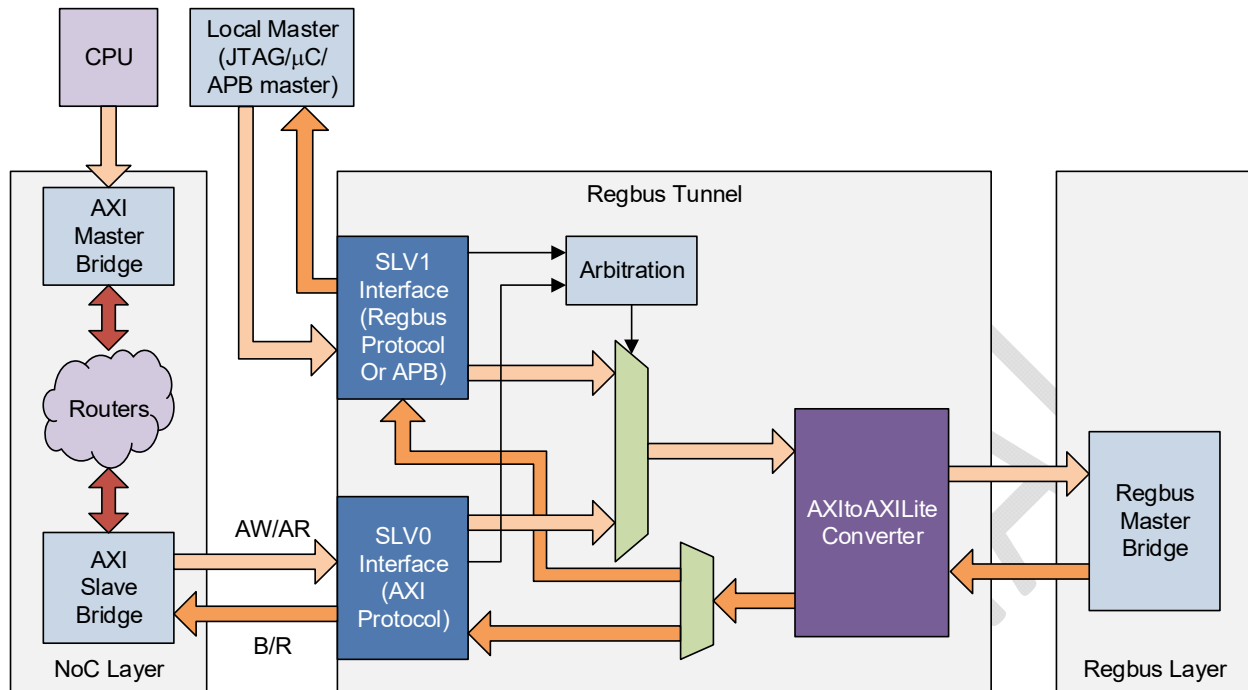 CPU
Local Master
(JTAG/μC/
APB master)
AXI
Master
Bridge
Routers
AXI
Slave
Bridge
NoC Layer
AW/AR
B/R
Regbus Tunnel
SLV1
Interface
(Regbus
Protocol
Or APB)
Arbitration
SLV0
Interface
(AXI
Protocol)
AXItoAXILite
Converter
Regbus
Master
Bridge
Regbus Layer